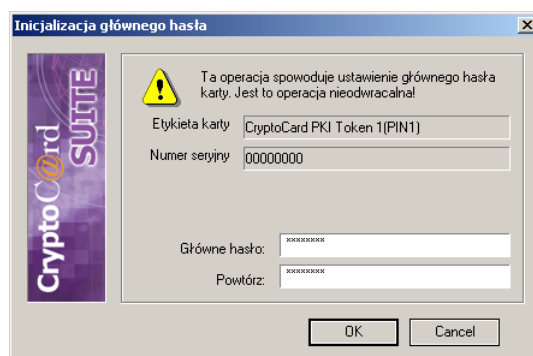 Inicjalizacja głównego hasła
CryptoC@rd
SUITE
Ta operacja spowoduje ustawienie głównego hasła
karty. Jest to operacja nieodwracalna!
Etykieta karty CryptoCard PKI Token 1(PIN1)
Numer seryjny 00000000
Główne hasło: ********
Powtórz: ********
OK Cancel